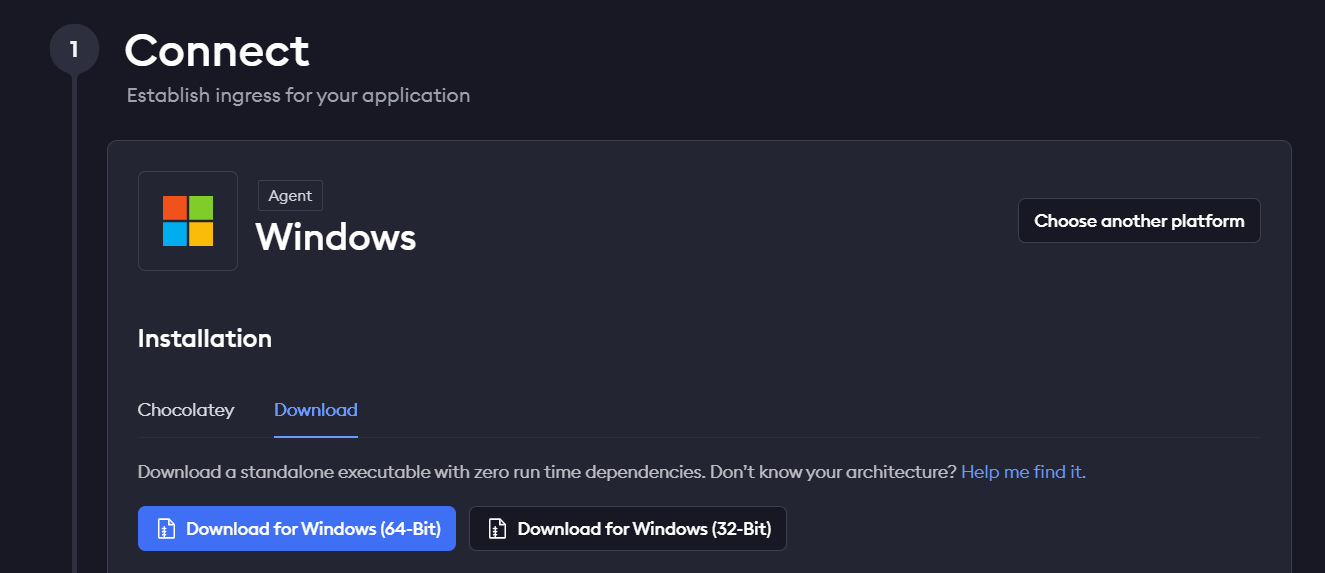 1
Connect
Establish ingress for your application
Agent
Windows
Choose another platform
Installation
Chocolatey
Download
Download a standalone executable with zero run time dependencies. Don’t know your architecture? Help me find it.
Download for Windows (64-Bit)
Download for Windows (32-Bit)